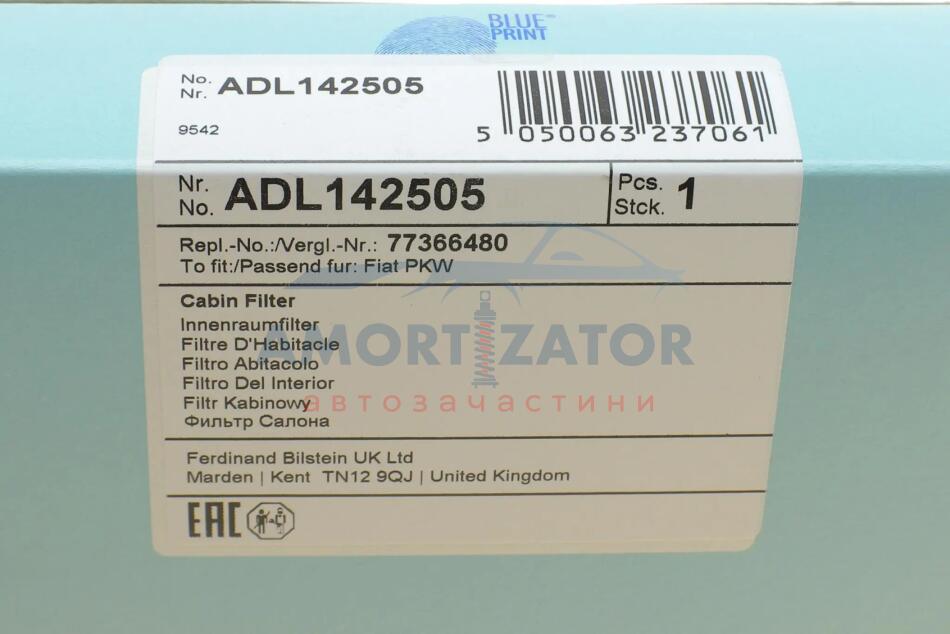 BLUE
PRINT
No.
Nr. ADL142505
9542
5 050063 237061
Nr.
No. ADL142505
Pcs.
Stck. 1
Repl.-No.:/Vergl.-Nr.: 77366480
To fit:/Passend fur: Fiat PKW
Cabin Filter
Innenraumfilter
Filtre D'Habitacle
Filtro Abitacolo
Filtro Del Interior
Filtr Kabinowy
Фильтр Салона
AMORTIZATOR
автозачастини
Ferdinand Bilstein UK Ltd
Marden | Kent TN12 9QJ | United Kingdom
EAC